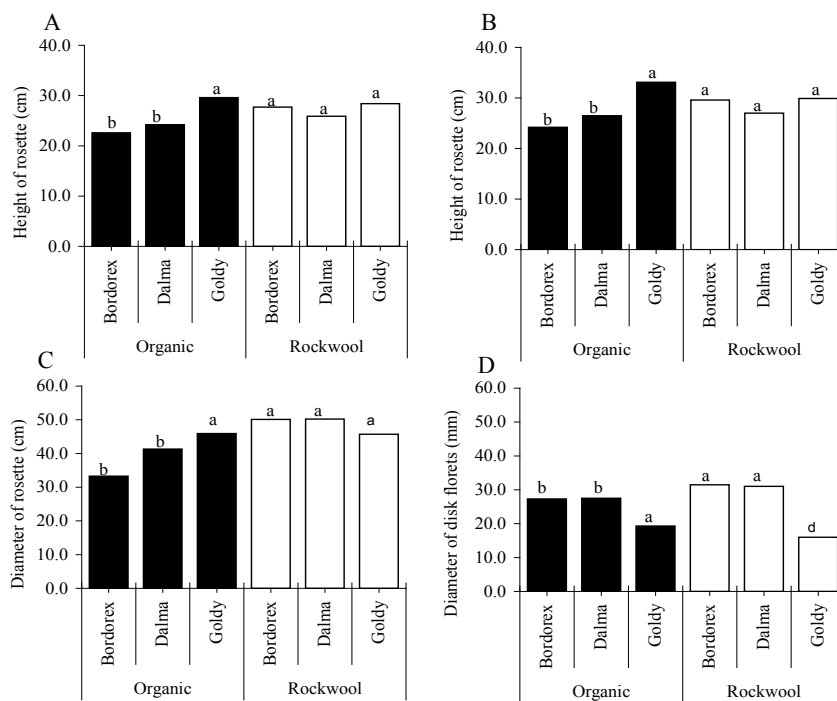 A
Height of rosette (cm)
40.0
30.0
20.0
10.0
0.0
b
b
a
a
a
a
Bordorex
Dalma
Goldy
Bordorex
Dalma
Goldy
Organic
Rockwool
B
Height of rosette (cm)
40.0
30.0
20.0
10.0
0.0
b
b
a
a
a
a
Bordorex
Dalma
Goldy
Bordorex
Dalma
Goldy
Organic
Rockwool
C
Diameter of rosette (cm)
60.0
50.0
40.0
30.0
20.0
10.0
0.0
b
b
a
a
a
a
Bordorex
Dalma
Goldy
Bordorex
Dalma
Goldy
Organic
Rockwool
D
Diameter of disk florets (mm)
60.0
50.0
40.0
30.0
20.0
10.0
0.0
b
b
a
a
a
d
Bordorex
Dalma
Goldy
Bordorex
Dalma
Goldy
Organic
Rockwool